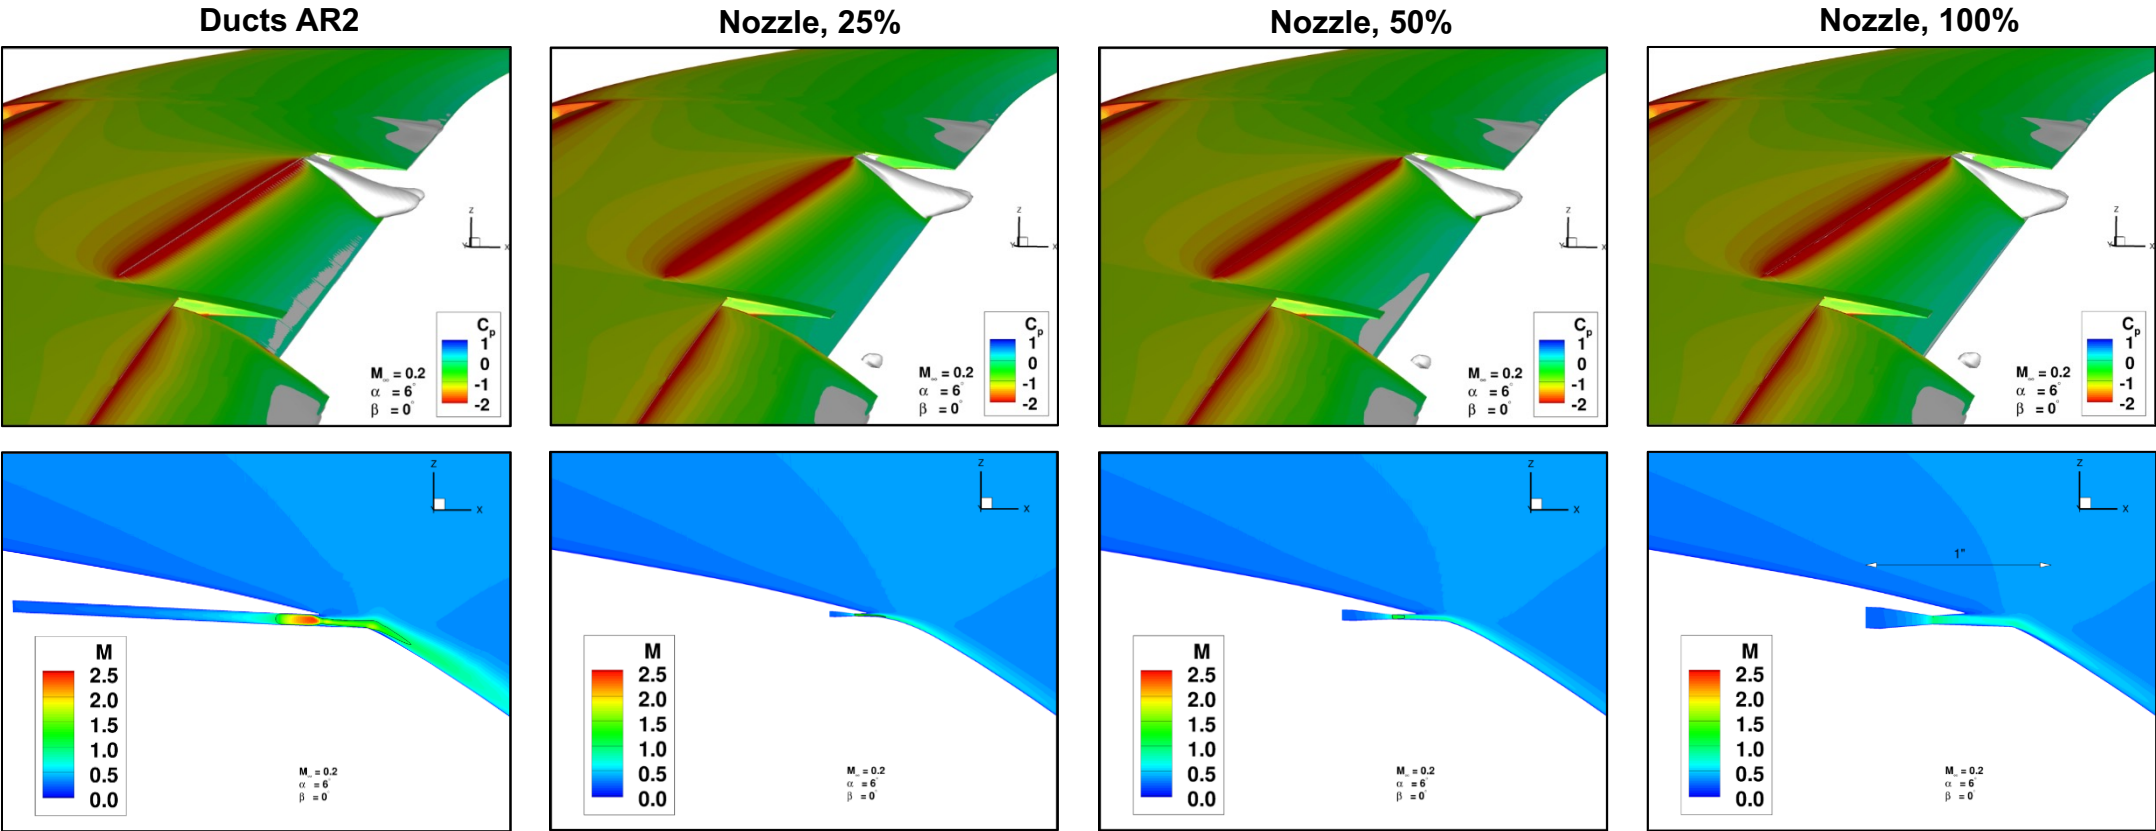 Ducts AR2
Nozzle, 25%
Nozzle, 50%
Nozzle, 100%
Z
Y
X
M∞ = 0.2
α = 6°
β = 0°
Cp
1
0
-1
-2
Z
Y
X
M∞ = 0.2
α = 6°
β = 0°
Cp
1
0
-1
-2
Z
Y
X
M∞ = 0.2
α = 6°
β = 0°
Cp
1
0
-1
-2
Z
Y
X
M∞ = 0.2
α = 6°
β = 0°
Cp
1
0
-1
-2
Z
Y
X
M
2.5
2.0
1.5
1.0
0.5
0.0
M∞ = 0.2
α = 6°
β = 0°
Z
Y
X
M
2.5
2.0
1.5
1.0
0.5
0.0
M∞ = 0.2
α = 6°
β = 0°
Z
Y
X
M
2.5
2.0
1.5
1.0
0.5
0.0
M∞ = 0.2
α = 6°
β = 0°
Z
Y
X
1"
M
2.5
2.0
1.5
1.0
0.5
0.0
M∞ = 0.2
α = 6°
β = 0°